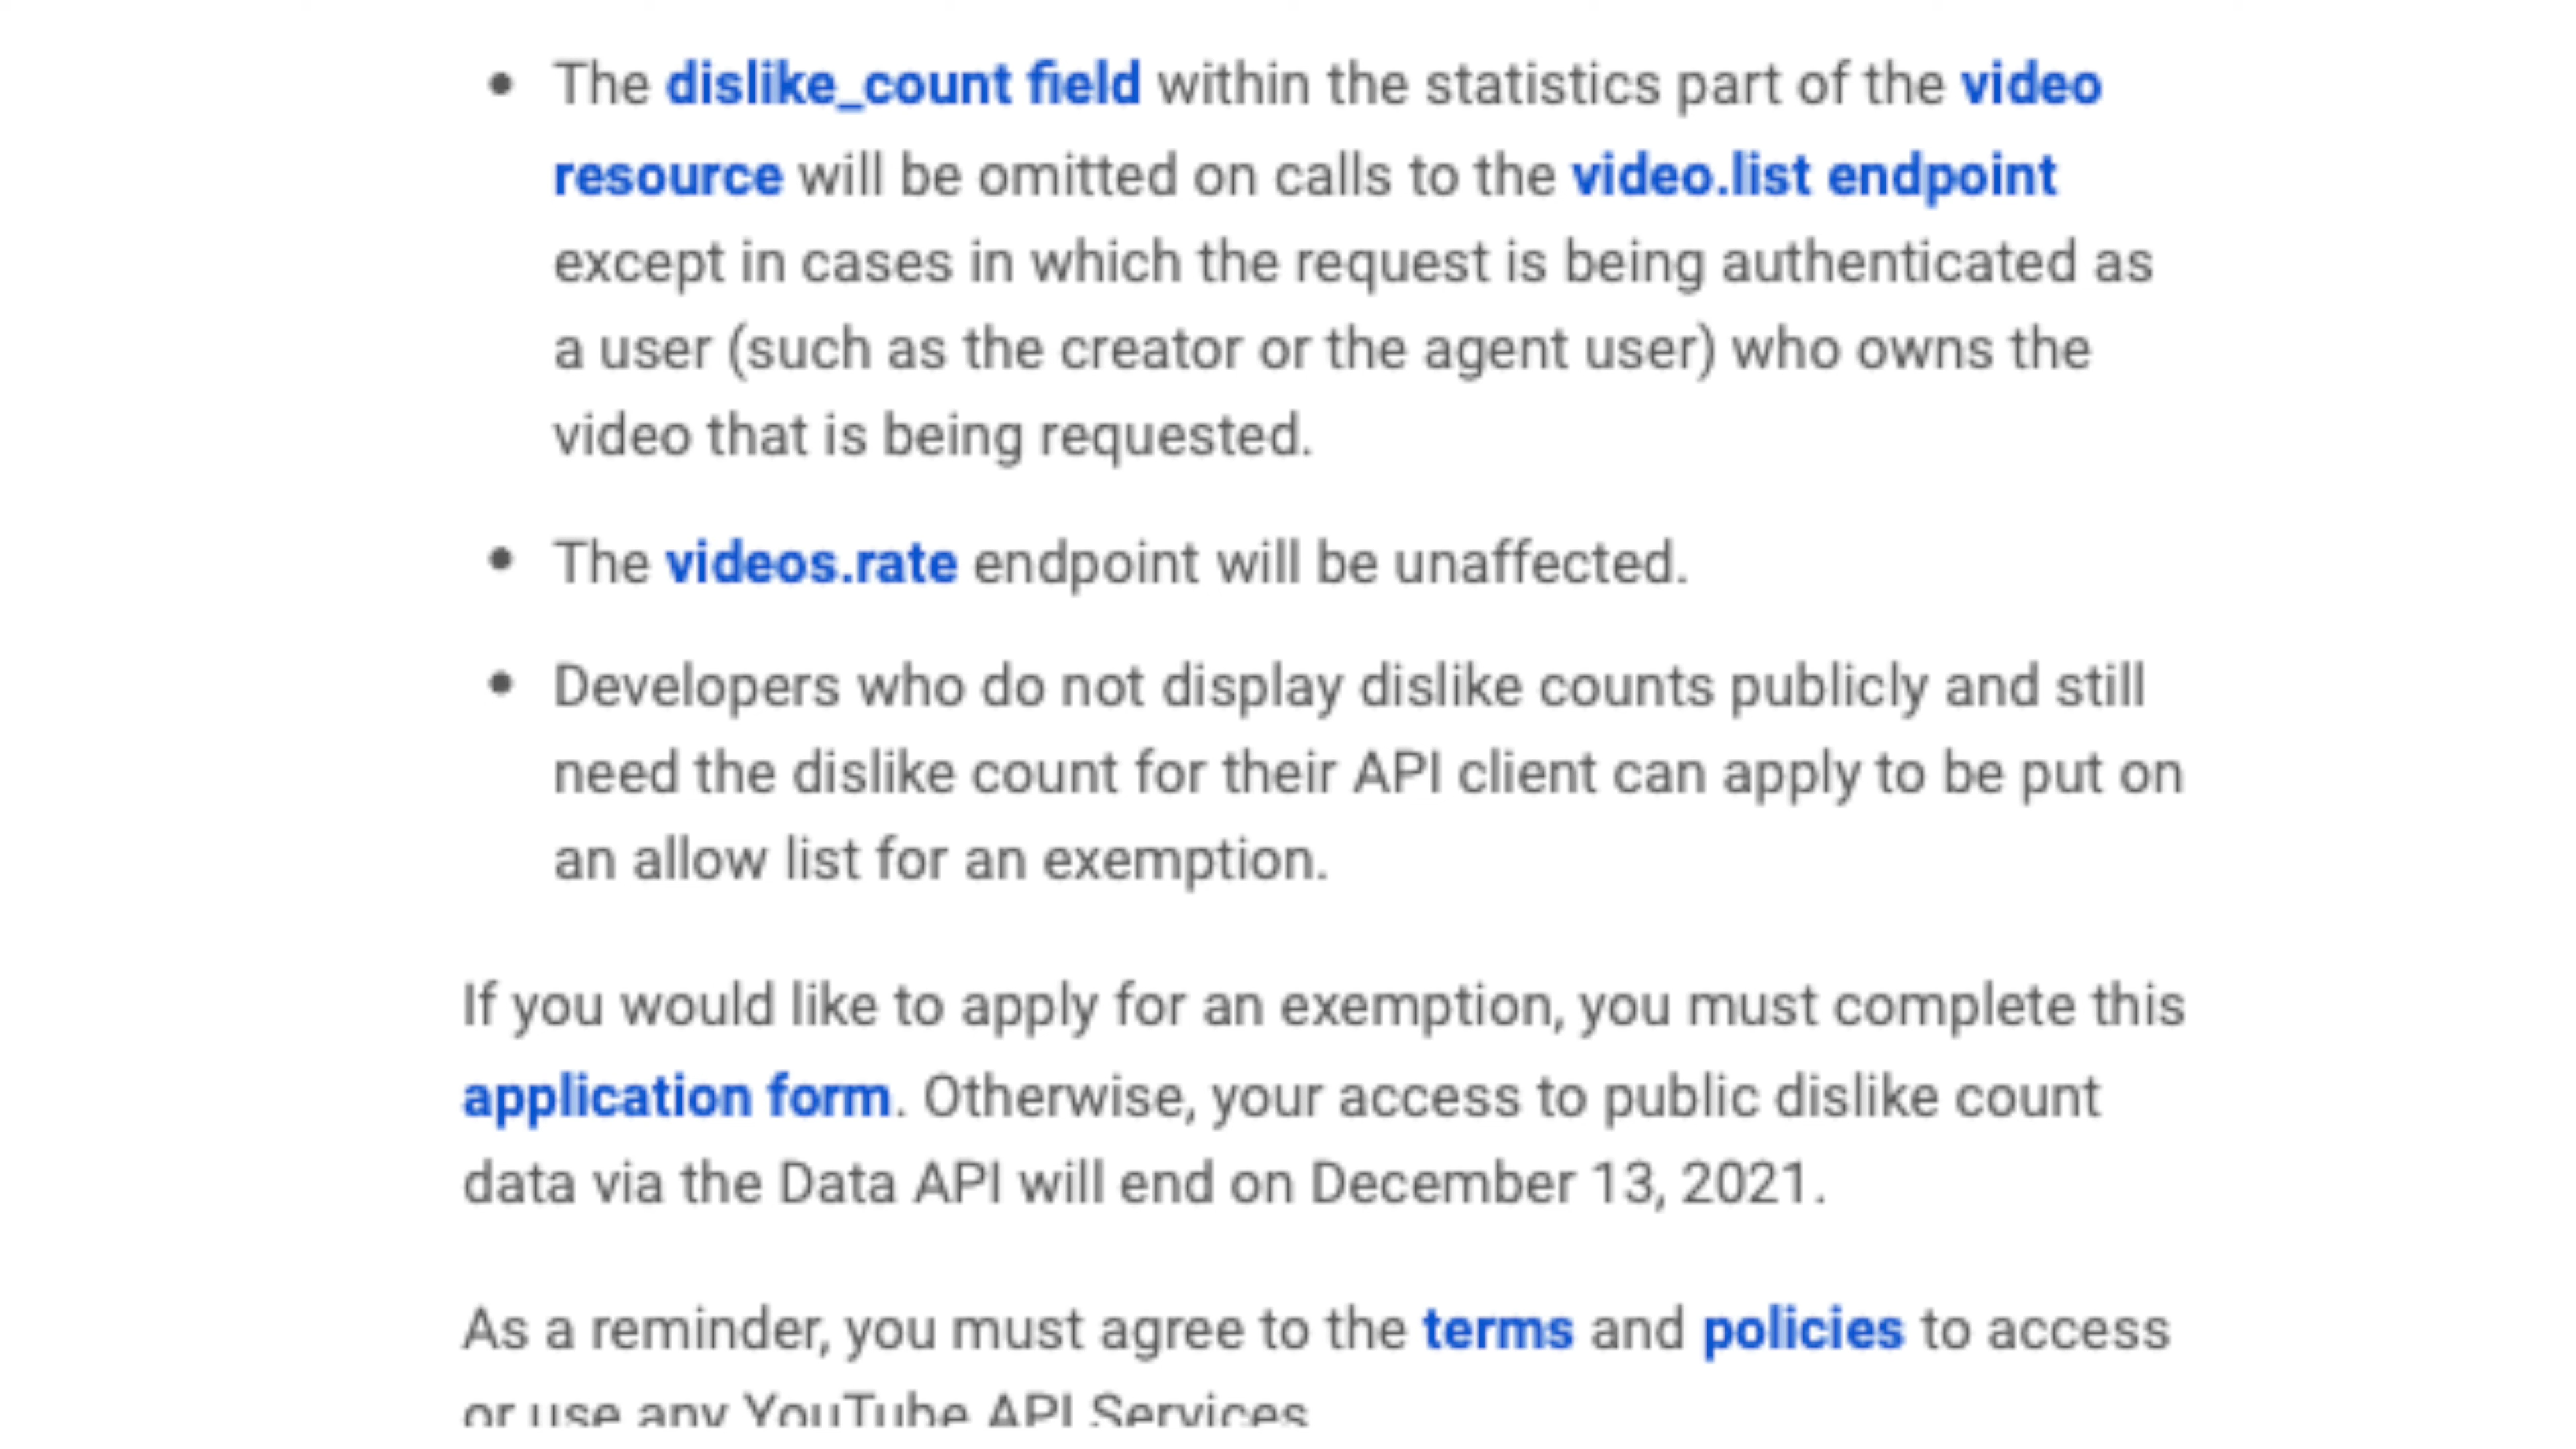 • The dislike_count field within the statistics part of the video
resource will be omitted on calls to the video.list endpoint
except in cases in which the request is being authenticated as
a user (such as the creator or the agent user) who owns the
video that is being requested.
• The videos.rate endpoint will be unaffected.
• Developers who do not display dislike counts publicly and still
need the dislike count for their API client can apply to be put on
an allow list for an exemption.
If you would like to apply for an exemption, you must complete this
application form. Otherwise, your access to public dislike count
data via the Data API will end on December 13, 2021.
As a reminder, you must agree to the terms and policies to access
or use any YouTube API Services